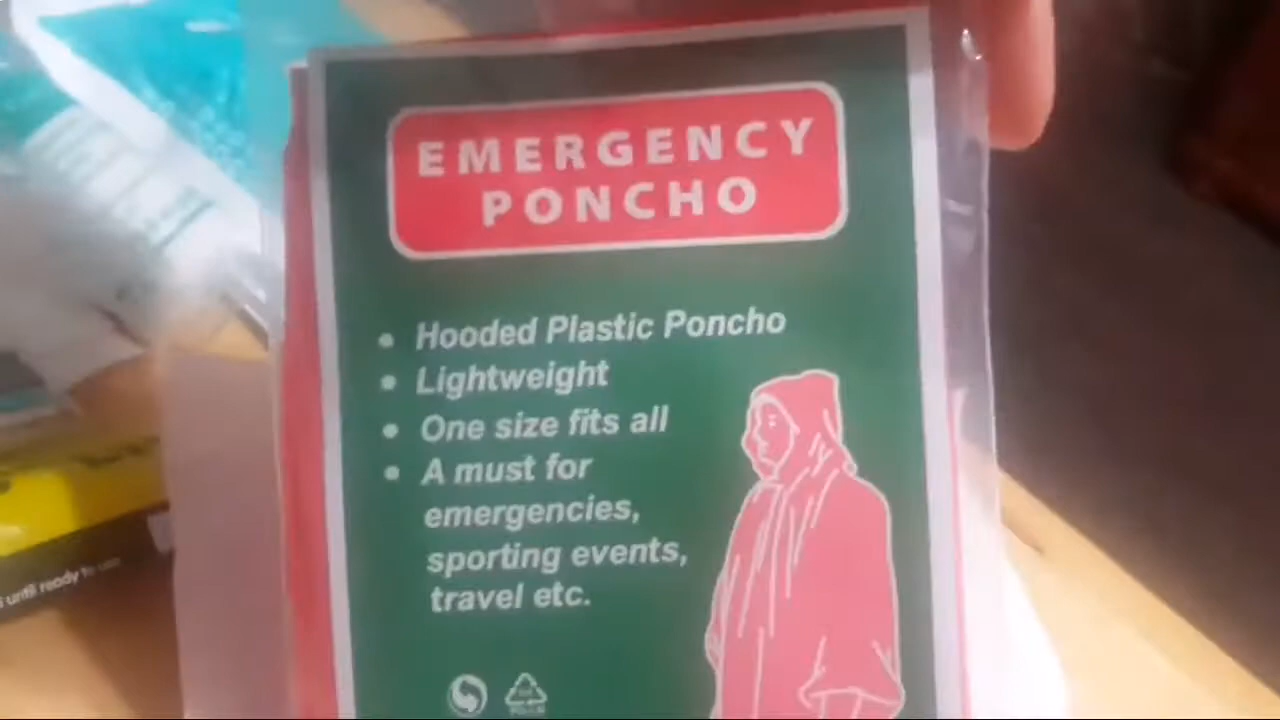 EMERGENCY
PONCHO
• Hooded Plastic Poncho
• Lightweight
• One size fits all
• A must for
emergencies,
sporting events,
travel etc.
until ready to